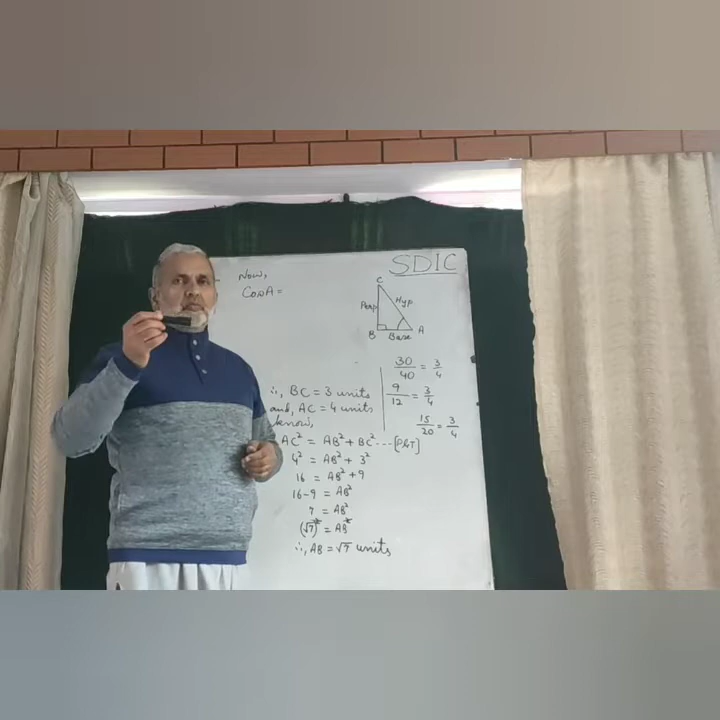 SDIC
Now,
CosA =
C
Perp
Hyp
B
Base
A
30/40 = 3/4
9/12 = 3/4
15/20 = 3/4
∴, BC = 3 units
and, AC = 4 units
know,
AC² = AB² + BC² --- [PGT]
4² = AB² + 3²
16 = AB² + 9
16-9 = AB²
7 = AB²
(√7)² = AB²
∴, AB = √7 units